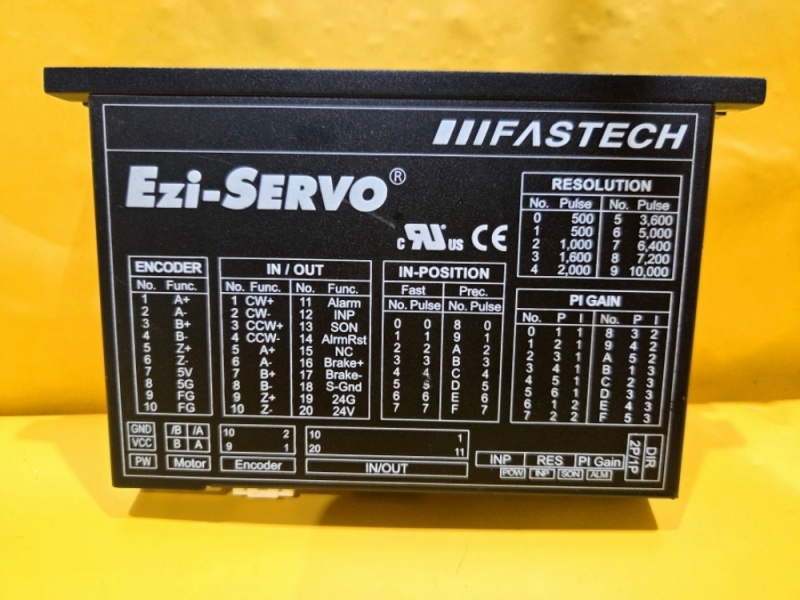 FASTECH
Ezi-SERVO®
c RU us CE
RESOLUTION
No. Pulse No. Pulse
0 500 5 3,600
1 500 6 5,000
2 1,000 7 6,400
3 1,600 8 7,200
4 2,000 9 10,000
ENCODER
No. Func.
1 A+
2 A-
3 B+
4 B-
5 Z+
6 Z-
7 5V
8 5G
9 FG
10 FG
IN / OUT
No. Func. No. Func.
1 CW+ 11 Alarm
2 CW- 12 INP
3 CCW+ 13 SON
4 CCW- 14 AlrmRst
5 A+ 15 NC
6 A- 16 Brake+
7 B+ 17 Brake-
8 B- 18 S-Gnd
9 Z+ 19 24G
10 Z- 20 24V
IN-POSITION
Fast Prec.
No. Pulse No. Pulse
0 0 8 0
1 1 9 1
2 2 A 2
3 3 B 3
4 4 C 4
5 5 D 5
6 6 E 6
7 7 F 7
PI GAIN
No. P I No. P I
0 1 1 8 3 2
1 2 1 9 4 2
2 3 1 A 5 2
3 4 1 B 1 3
4 5 1 C 2 3
5 6 1 D 3 3
6 1 2 E 4 3
7 2 2 F 5 3
GND /B /A
VCC B A
PW Motor
10 2
9 1
Encoder
10 1
20 11
IN/OUT
INP RES PI Gain
POW INP SON ALM
2P/1P
DIR